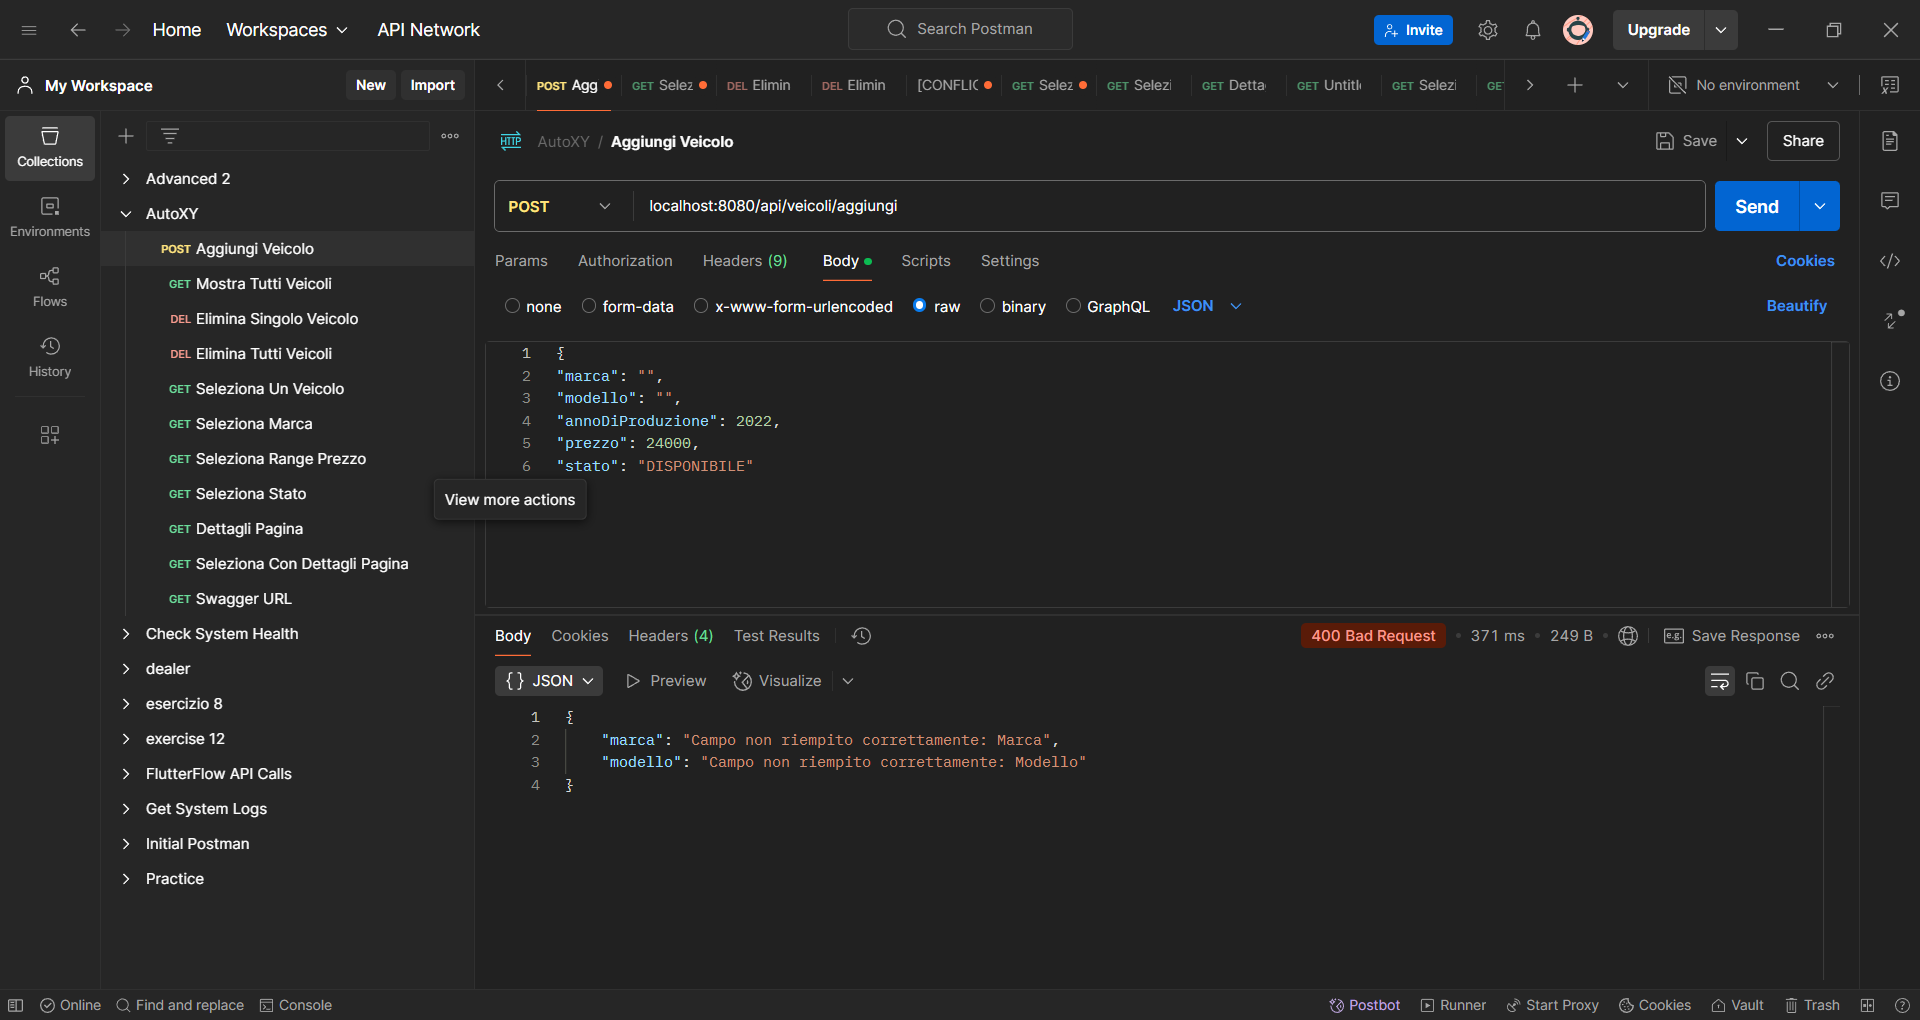 Home Workspaces API Network Search Postman Invite Upgrade
My Workspace New Import POST Agg GET Selez DEL Elimin DEL Elimin [CONFLIC GET Selez GET Selezi GET Detta GET Untitl GET Selezi GE No environment
Collections
Environments
Flows
History
Advanced 2
AutoXY
POST Aggiungi Veicolo
GET Mostra Tutti Veicoli
DEL Elimina Singolo Veicolo
DEL Elimina Tutti Veicoli
GET Seleziona Un Veicolo
GET Seleziona Marca
GET Seleziona Range Prezzo
GET Seleziona Stato
GET Dettagli Pagina
GET Seleziona Con Dettagli Pagina
GET Swagger URL
Check System Health
dealer
esercizio 8
exercise 12
FlutterFlow API Calls
Get System Logs
Initial Postman
Practice
HTTP AutoXY / Aggiungi Veicolo Save Share
POST localhost:8080/api/veicoli/aggiungi Send
Params Authorization Headers (9) Body Scripts Settings Cookies
none form-data x-www-form-urlencoded raw binary GraphQL JSON Beautify
1 {
2 "marca": "",
3 "modello": "",
4 "annoDiProduzione": 2022,
5 "prezzo": 24000,
6 "stato": "DISPONIBILE"
View more actions
Body Cookies Headers (4) Test Results 400 Bad Request 371 ms 249 B e.g. Save Response
{} JSON Preview Visualize
1 {
2 "marca": "Campo non riempito correttamente: Marca",
3 "modello": "Campo non riempito correttamente: Modello"
4 }
Online Find and replace Console Postbot Runner Start Proxy Cookies Vault Trash